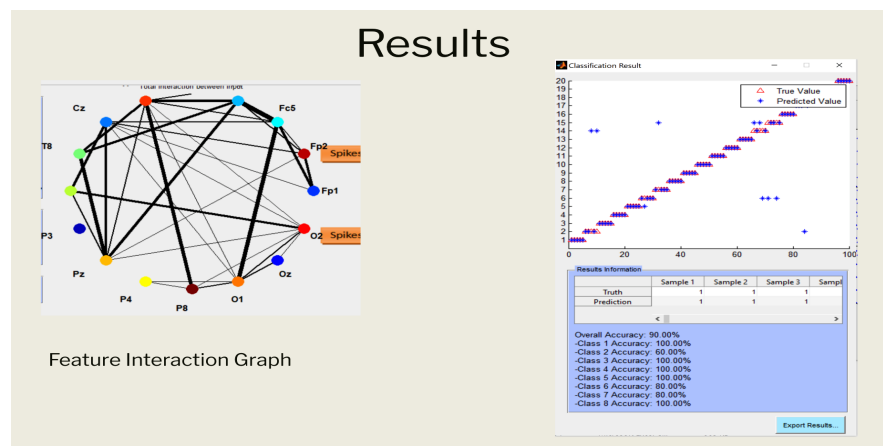 Results
Total interaction between input
Cz
Fc5
T8
Fp2
Spikes
Fp1
P3
O2
Spikes
Pz
Oz
P4
P8
O1
Feature Interaction Graph
Classification Result
20
19
18
17
16
15
14
13
12
11
10
9
8
7
6
5
4
3
2
1
0 20 40 60 80 100
True Value
Predicted Value
Results Information
Sample 1 Sample 2 Sample 3 Sampl
Truth 1 1 1
Prediction 1 1 1
Overall Accuracy: 90.00%
-Class 1 Accuracy: 100.00%
-Class 2 Accuracy: 60.00%
-Class 3 Accuracy: 100.00%
-Class 4 Accuracy: 100.00%
-Class 5 Accuracy: 100.00%
-Class 6 Accuracy: 80.00%
-Class 7 Accuracy: 80.00%
-Class 8 Accuracy: 100.00%
Export Results...